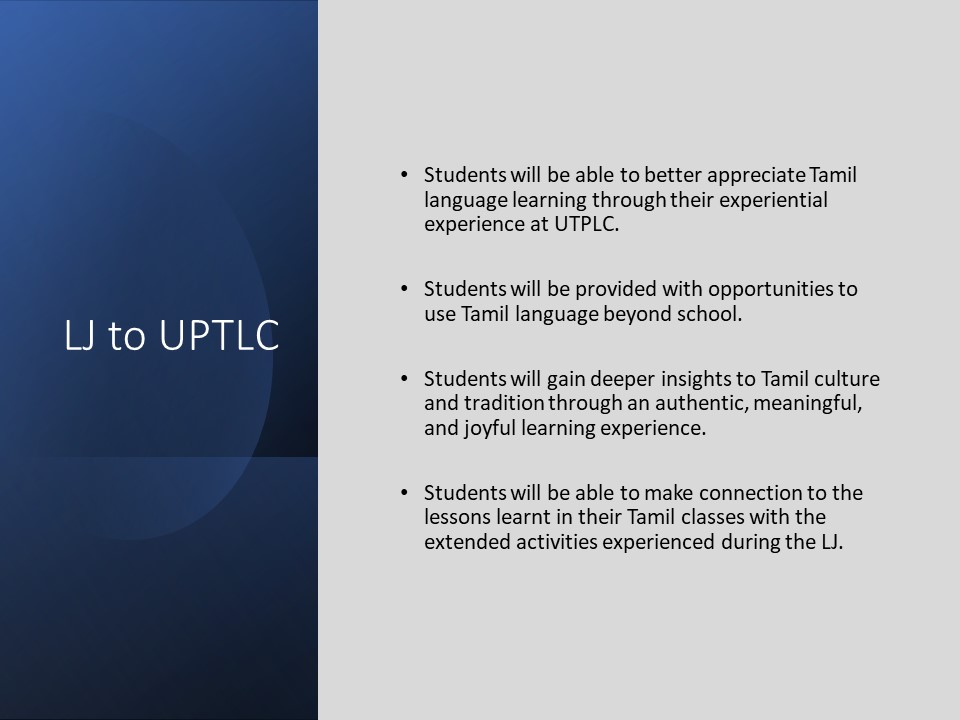 LJ to UPTLC
• Students will be able to better appreciate Tamil
language learning through their experiential
experience at UTPLC.
• Students will be provided with opportunities to
use Tamil language beyond school.
• Students will gain deeper insights to Tamil culture
and tradition through an authentic, meaningful,
and joyful learning experience.
• Students will be able to make connection to the
lessons learnt in their Tamil classes with the
extended activities experienced during the LJ.